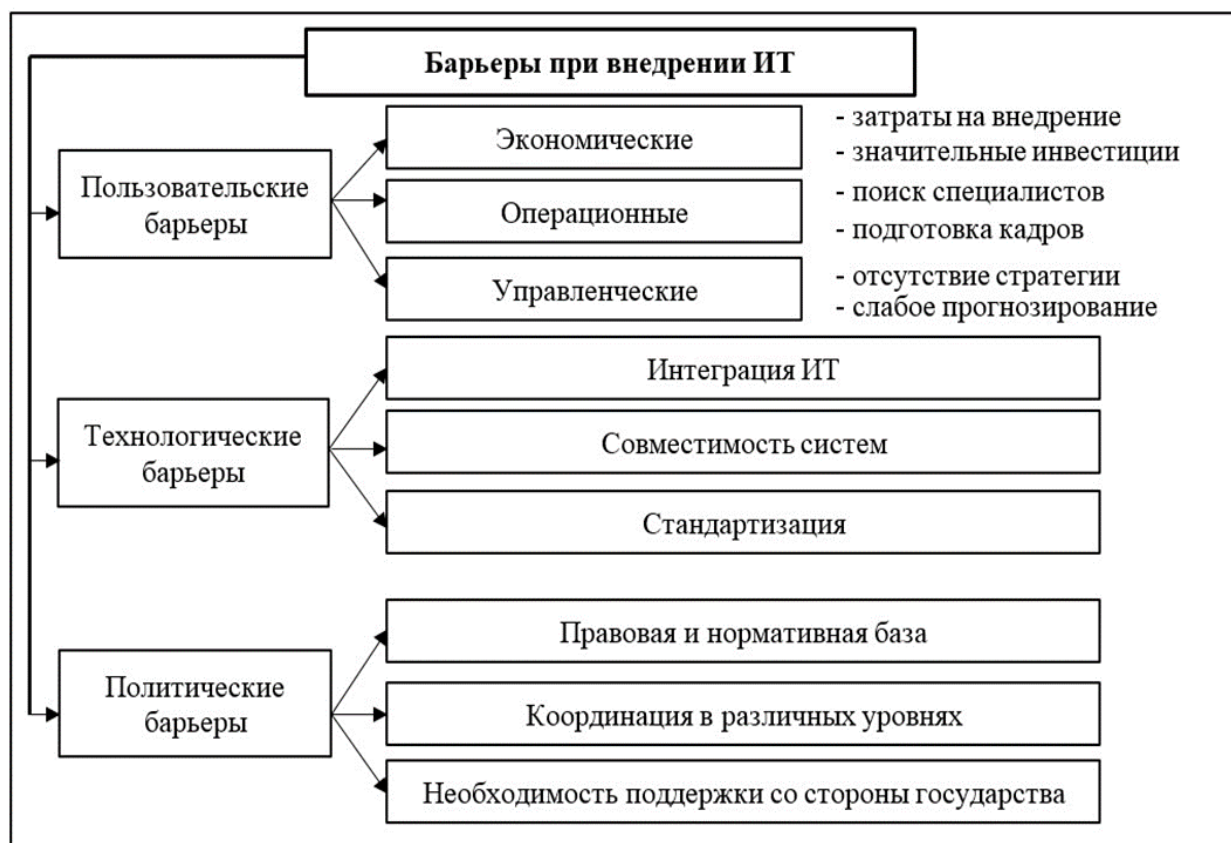 Барьеры при внедрении ИТ
Пользовательские
барьеры
Экономические
- затраты на внедрение
- значительные инвестиции
Операционные
- поиск специалистов
- подготовка кадров
Управленческие
- отсутствие стратегии
- слабое прогнозирование
Технологические
барьеры
Интеграция ИТ
Совместимость систем
Стандартизация
Политические
барьеры
Правовая и нормативная база
Координация в различных уровнях
Необходимость поддержки со стороны государства